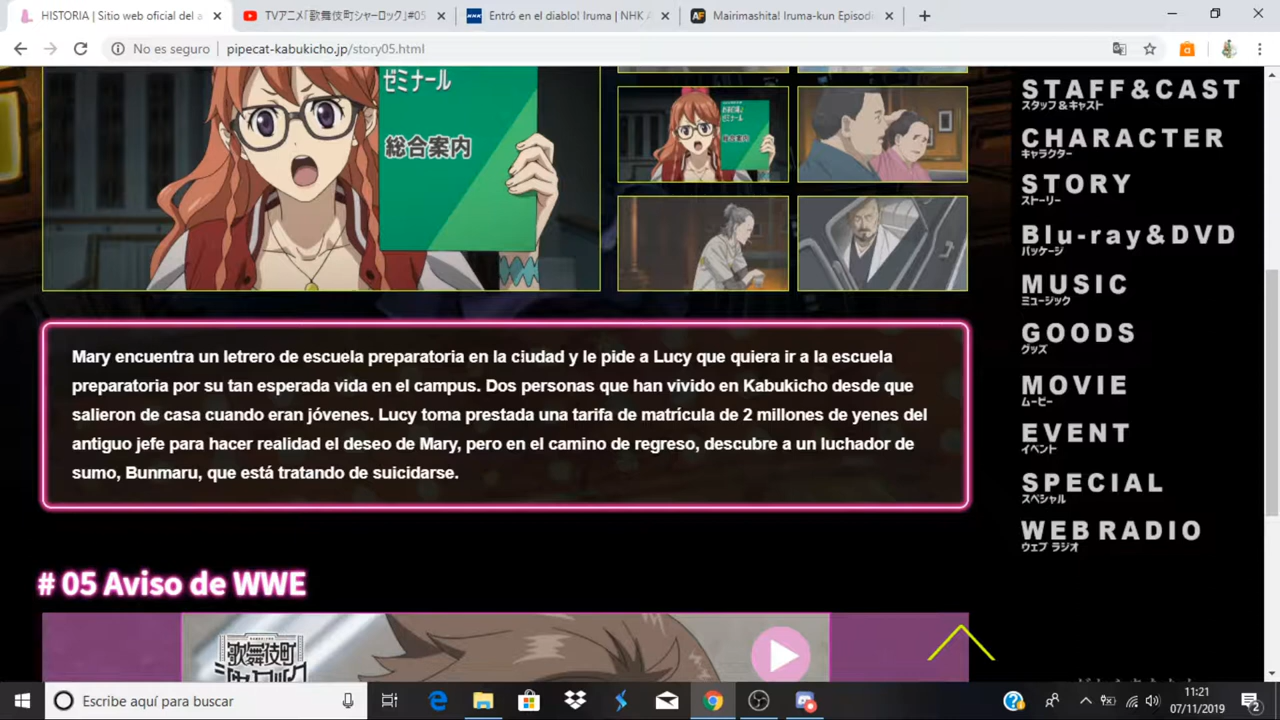 HISTORIA | Sitio web oficial del a
TVアニメ「歌舞伎町シャーロック」#05
Entró en el diablo! Iruma | NHK A
Mairimashita! Iruma-kun Episodi
No es seguro
pipecat-kabukicho.jp/story05.html
ゼミナール
総合案内
STAFF&CAST
スタッフ&キャスト
CHARACTER
キャラクター
STORY
ストーリー
Blu-ray&DVD
パッケージ
MUSIC
ミュージック
GOODS
グッズ
MOVIE
ムービー
EVENT
イベント
SPECIAL
スペシャル
WEB RADIO
ウェブ ラジオ
Mary encuentra un letrero de escuela preparatoria en la ciudad y le pide a Lucy que quiera ir a la escuela
preparatoria por su tan esperada vida en el campus. Dos personas que han vivido en Kabukicho desde que
salieron de casa cuando eran jóvenes. Lucy toma prestada una tarifa de matrícula de 2 millones de yenes del
antiguo jefe para hacer realidad el deseo de Mary, pero en el camino de regreso, descubre a un luchador de
sumo, Bunmaru, que está tratando de suicidarse.
# 05 Aviso de WWE
歌舞伎町
シャーロック
Escribe aquí para buscar
11:21
07/11/2019
2